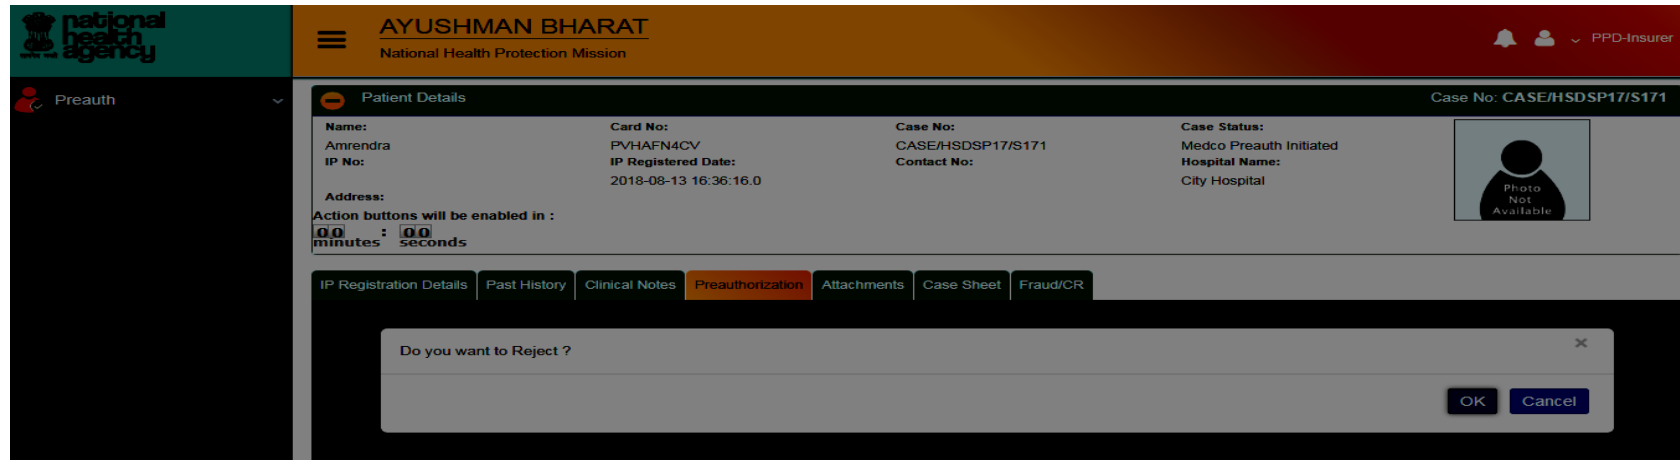 national
health
agency
AYUSHMAN BHARAT
National Health Protection Mission
PPD-Insurer
Preauth
Patient Details
Case No: CASE/HSDSP17/S171
Name: Card No: Case No: Case Status:
Amrendra PVHAFN4CV CASE/HSDSP17/S171 Medco Preauth Initiated
IP No: IP Registered Date: Contact No: Hospital Name:
2018-08-13 16:36:16.0 City Hospital
Address:
Photo
Not
Available
Action buttons will be enabled in :
00 : 00
minutes seconds
IP Registration Details Past History Clinical Notes Preauthorization Attachments Case Sheet Fraud/CR
Do you want to Reject ? ×
OK Cancel